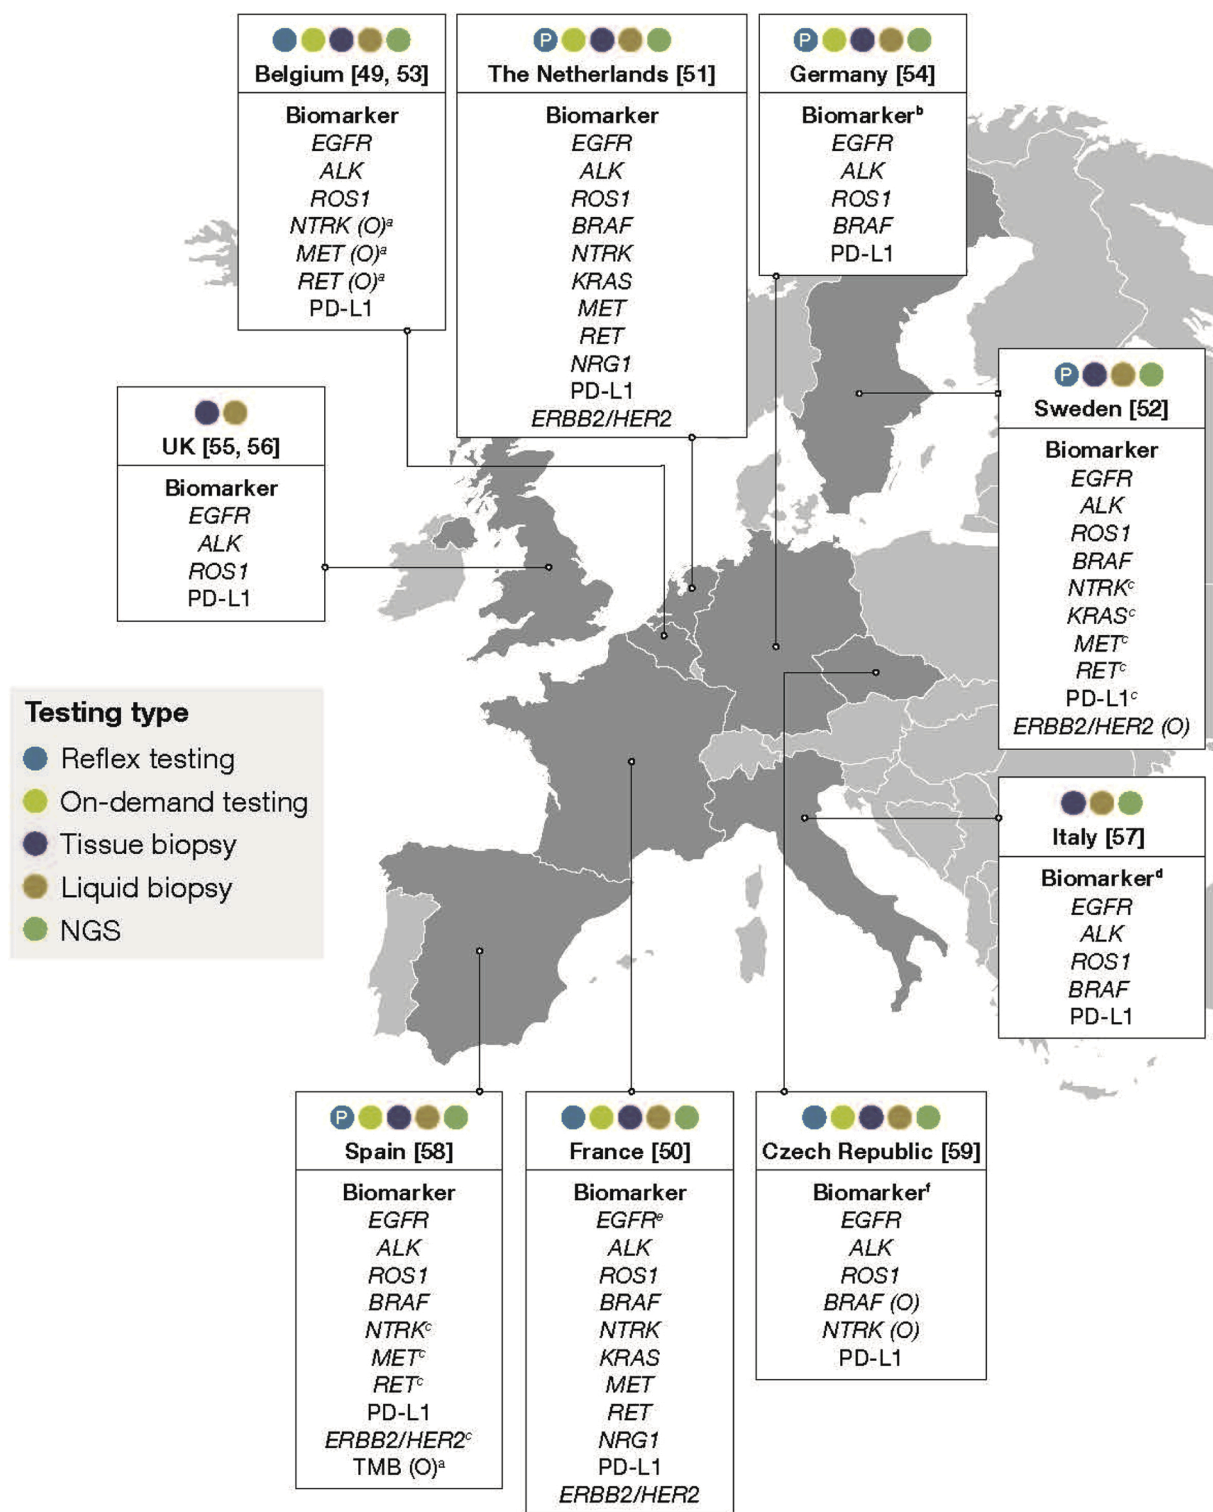 Belgium [49, 53]
Biomarker
EGFR
ALK
ROS1
NTRK (O)a
MET (O)a
RET (O)a
PD-L1
P
The Netherlands [51]
Biomarker
EGFR
ALK
ROS1
BRAF
NTRK
KRAS
MET
RET
NRG1
PD-L1
ERBB2/HER2
P
Germany [54]
Biomarkerb
EGFR
ALK
ROS1
BRAF
PD-L1
UK [55, 56]
Biomarker
EGFR
ALK
ROS1
PD-L1
P
Sweden [52]
Biomarker
EGFR
ALK
ROS1
BRAF
NTRKc
KRASc
METc
RETc
PD-L1c
ERBB2/HER2 (O)
Testing type
Reflex testing
On-demand testing
Tissue biopsy
Liquid biopsy
NGS
Italy [57]
Biomarkerd
EGFR
ALK
ROS1
BRAF
PD-L1
P
Spain [58]
Biomarker
EGFR
ALK
ROS1
BRAF
NTRKc
METc
RETc
PD-L1
ERBB2/HER2c
TMB (O)a
France [50]
Biomarker
EGFRe
ALK
ROS1
BRAF
NTRK
KRAS
MET
RET
NRG1
PD-L1
ERBB2/HER2
Czech Republic [59]
Biomarkerf
EGFR
ALK
ROS1
BRAF (O)
NTRK (O)
PD-L1